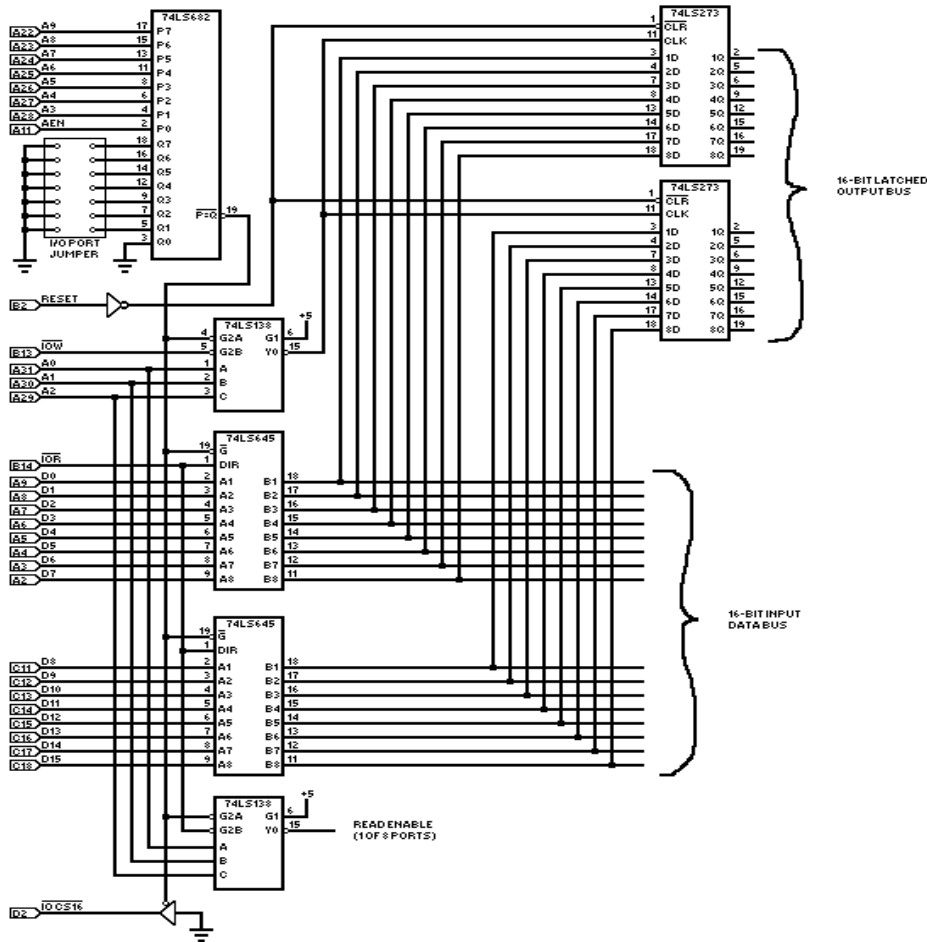 74LS682
A22 A9 17 P7
A23 A8 15 P6
A24 A7 13 P5
A25 A6 11 P4
A26 A5 8 P3
A27 A4 6 P2
A28 A3 4 P1
A11 AEN 2 P0
18 Q7
16 Q6
14 Q5
12 Q4
9 Q3
7 Q2
5 Q1
3 Q0
P=Q 19
I/O PORT
JUMPER
74LS273
1 CLR
11 CLK
3 1D 1Q 2
4 2D 2Q 5
7 3D 3Q 6
8 4D 4Q 9
13 5D 5Q 12
14 6D 6Q 15
17 7D 7Q 16
18 8D 8Q 19
74LS273
1 CLR
11 CLK
3 1D 1Q 2
4 2D 2Q 5
7 3D 3Q 6
8 4D 4Q 9
13 5D 5Q 12
14 6D 6Q 15
17 7D 7Q 16
18 8D 8Q 19
16-BIT LATCHED
OUTPUT BUS
B2 RESET
74LS138
+5
4 G2A G1 6
B13 IOW 5 G2B Y0 15
A31 A0 1 A
A30 A1 2 B
A29 A2 3 C
74LS645
19 G
B14 IOR 1 DIR
A9 D0 2 A1 B1 18
A8 D1 3 A2 B2 17
A7 D2 4 A3 B3 16
A6 D3 5 A4 B4 15
A5 D4 6 A5 B5 14
A4 D5 7 A6 B6 13
A3 D6 8 A7 B7 12
A2 D7 9 A8 B8 11
16-BIT INPUT
DATA BUS
74LS645
19 G
1 DIR
C11 D8 2 A1 B1 18
C12 D9 3 A2 B2 17
C13 D10 4 A3 B3 16
C14 D11 5 A4 B4 15
C15 D12 6 A5 B5 14
C16 D13 7 A6 B6 13
C17 D14 8 A7 B7 12
C18 D15 9 A8 B8 11
74LS138
+5
G2A G1 6
G2B Y0 15
A
B
C
READ ENABLE
(1 OF 8 PORTS)
D2 IOCS16